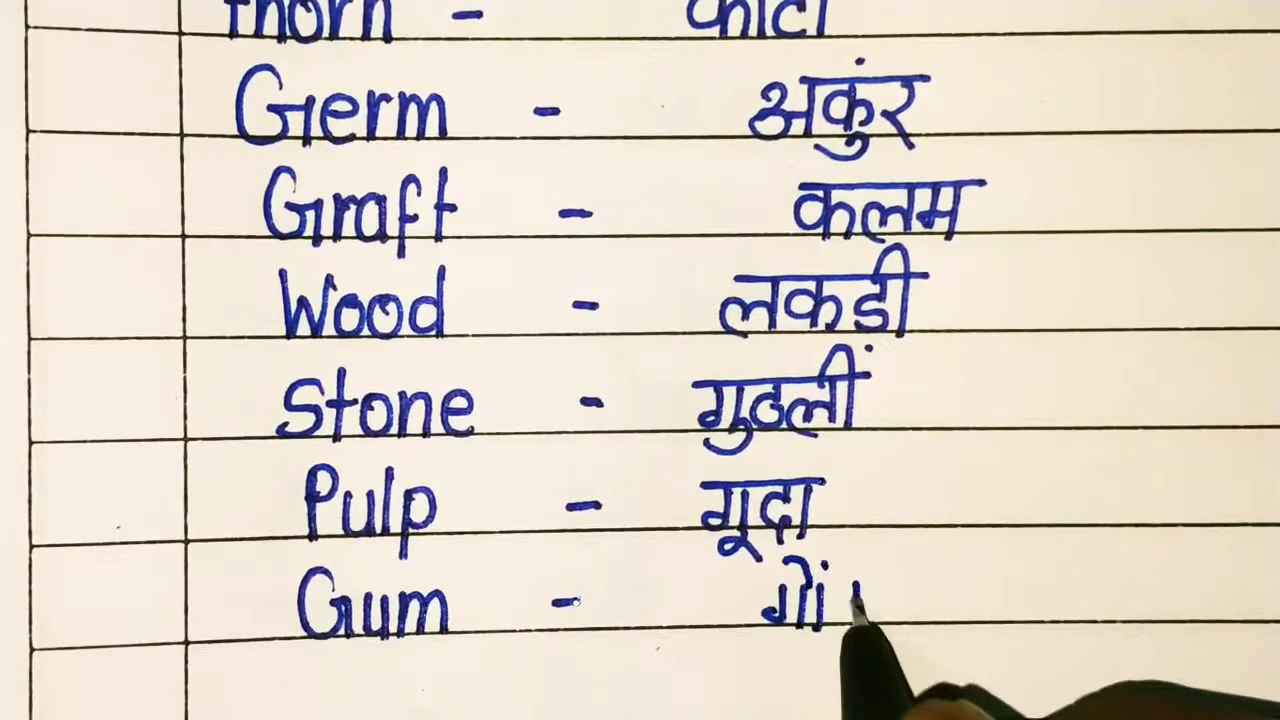 Thorn - कांटा
Germ - अकुंर
Graft - कलम
Wood - लकडी
Stone - गुठलीं
Pulp - गूदा
Gum - गों